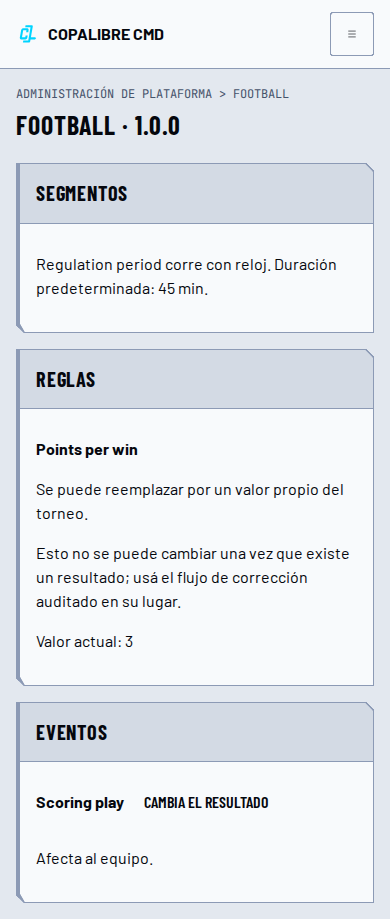 COPALIBRE CMD
ADMINISTRACIÓN DE PLATAFORMA > FOOTBALL
FOOTBALL · 1.0.0
SEGMENTOS
Regulation period corre con reloj. Duración
predeterminada: 45 min.
REGLAS
Points per win
Se puede reemplazar por un valor propio del
torneo.
Esto no se puede cambiar una vez que existe
un resultado; usá el flujo de corrección
auditado en su lugar.
Valor actual: 3
EVENTOS
Scoring play CAMBIA EL RESULTADO
Afecta al equipo.